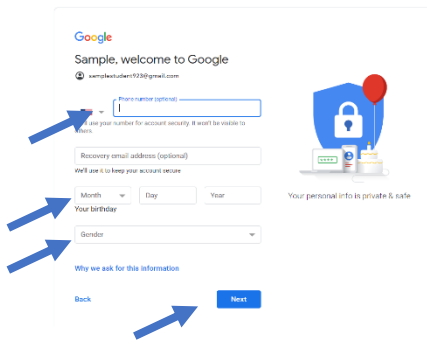 Google
Sample, welcome to Google
samplestudent923@gmail.com
Phone number (optional)
We'll use your number for account security. It won't be visible to
others.
Recovery email address (optional)
We'll use it to keep your account secure
Month Day Year
Your birthday
Your personal info is private & safe
Gender
Why we ask for this information
Back Next